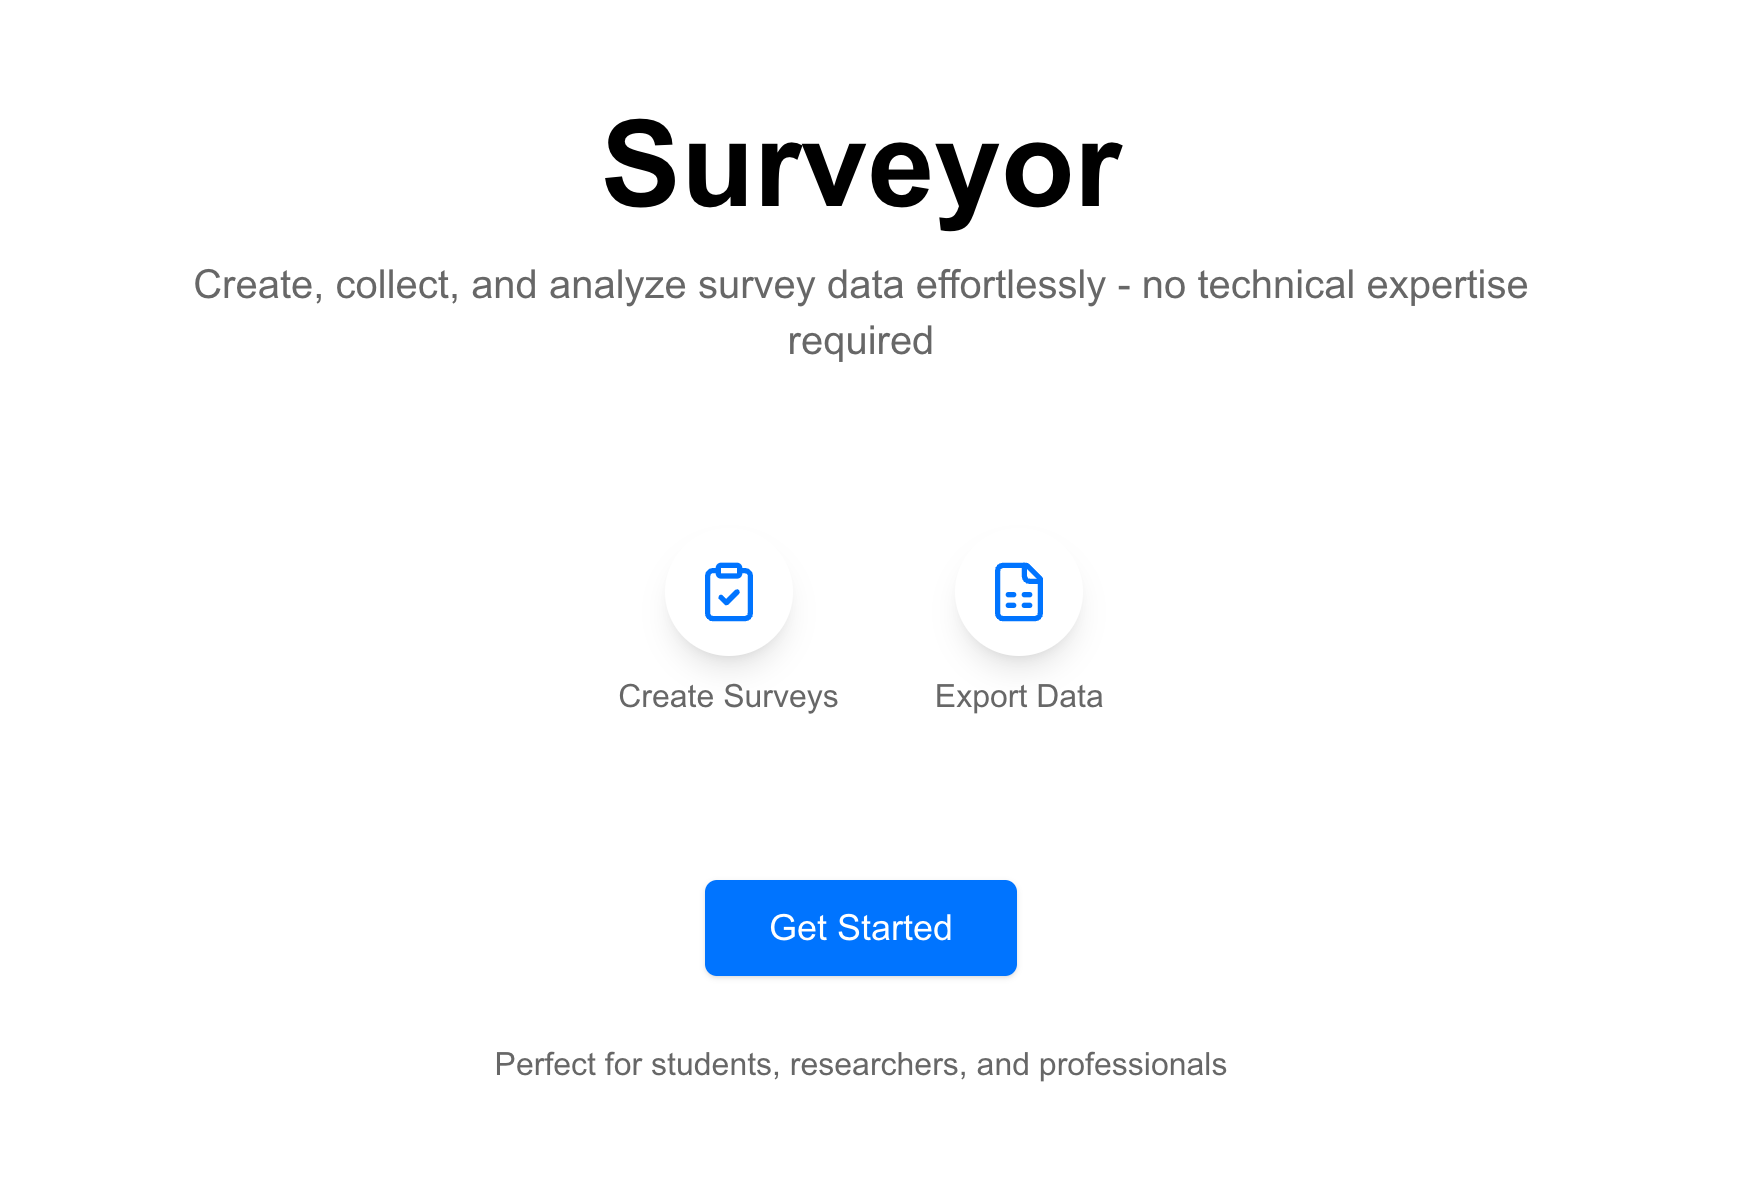 Surveyor
Create, collect, and analyze survey data effortlessly - no technical expertise
required
Create Surveys
Export Data
Get Started
Perfect for students, researchers, and professionals